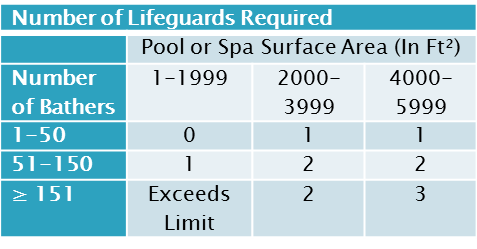 Number of Lifeguards Required
Pool or Spa Surface Area (In Ft²)
Number of Bathers 1-1999 2000-3999 4000-5999
1-50 0 1 1
51-150 1 2 2
≥ 151 Exceeds Limit 2 3